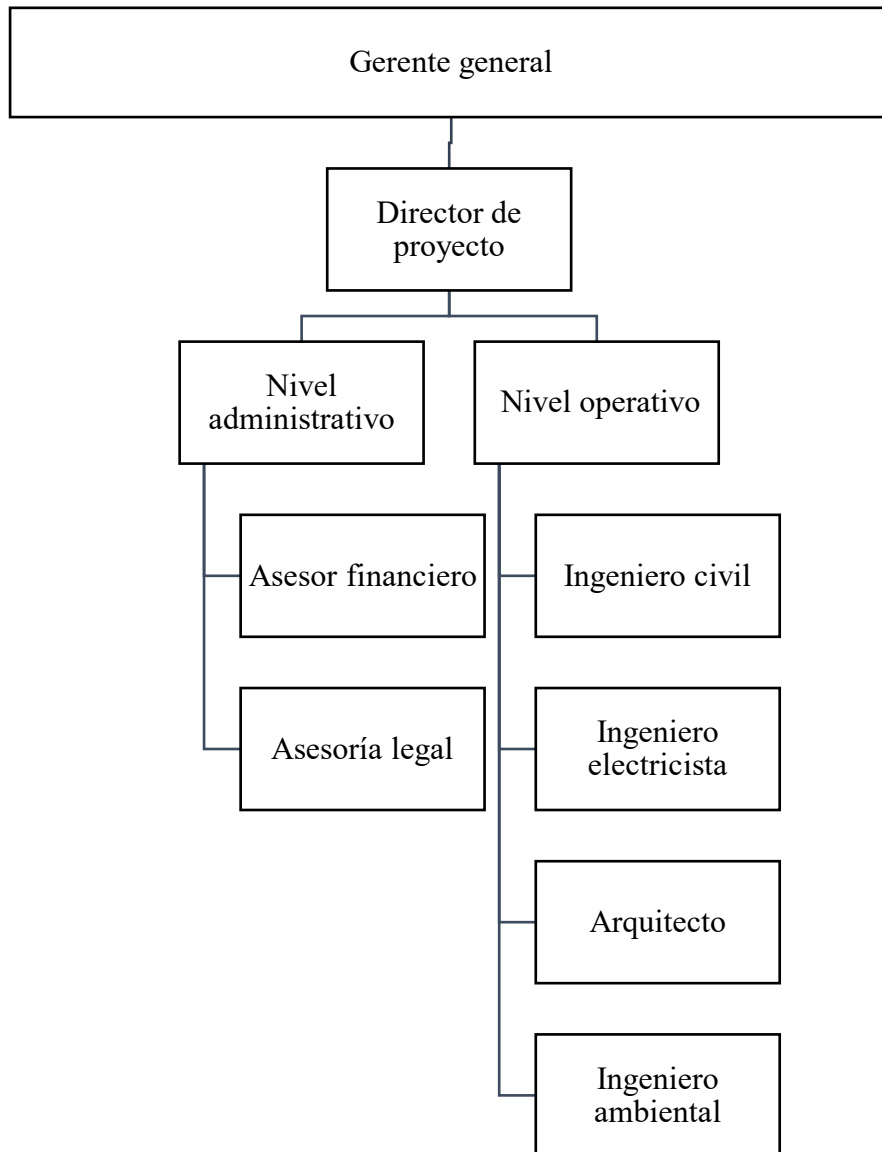 Gerente general
Director de
proyecto
Nivel
administrativo
Nivel operativo
Asesor financiero
Asesoría legal
Ingeniero civil
Ingeniero
electricista
Arquitecto
Ingeniero
ambiental